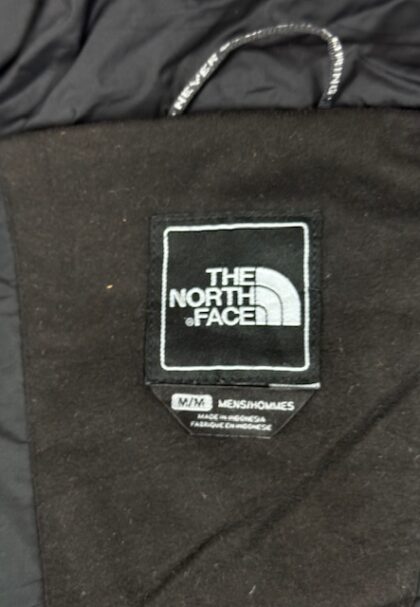 NEVER
THE
NORTH
®FACE
M/M MENS/HOMMES
MADE IN INDONESIA
FABRIQUE EN INDONESIE